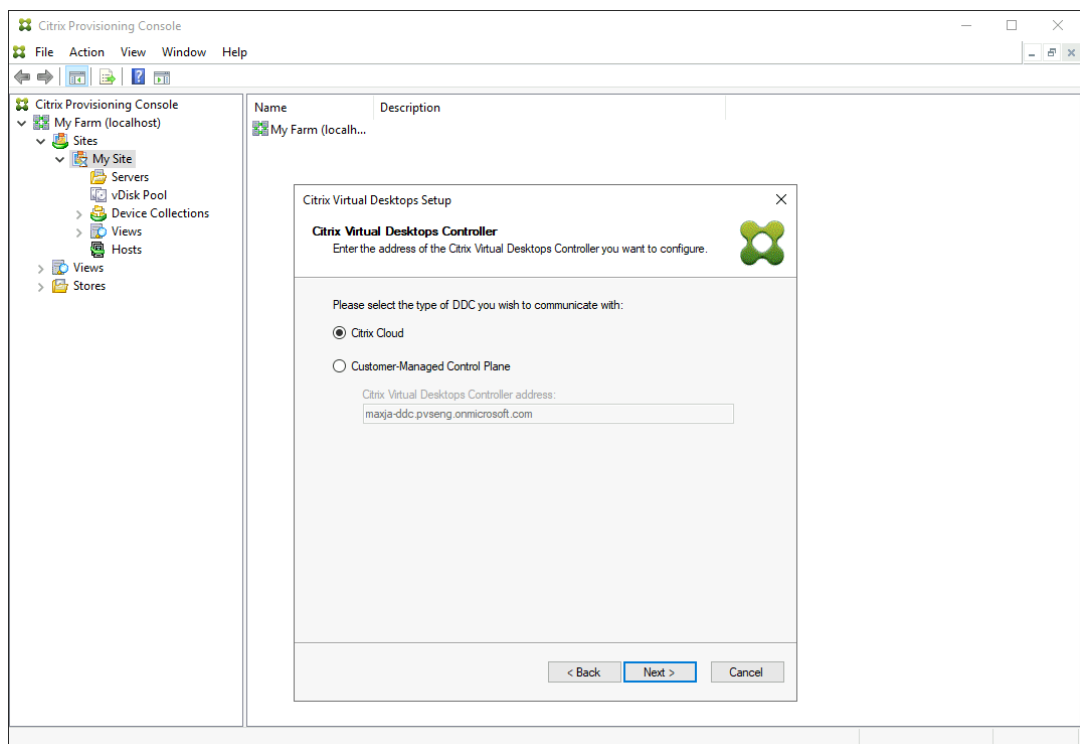 Citrix Provisioning Console
File Action View Window Help
Citrix Provisioning Console
My Farm (localhost)
Sites
My Site
Servers
vDisk Pool
Device Collections
Views
Hosts
Views
Stores
Name Description
My Farm (localh...
Citrix Virtual Desktops Setup
Citrix Virtual Desktops Controller
Enter the address of the Citrix Virtual Desktops Controller you want to configure.
Please select the type of DDC you wish to communicate with:
Citrix Cloud
Customer-Managed Control Plane
Citrix Virtual Desktops Controller address:
maxja-ddc.pvseng.onmicrosoft.com
< Back Next > Cancel